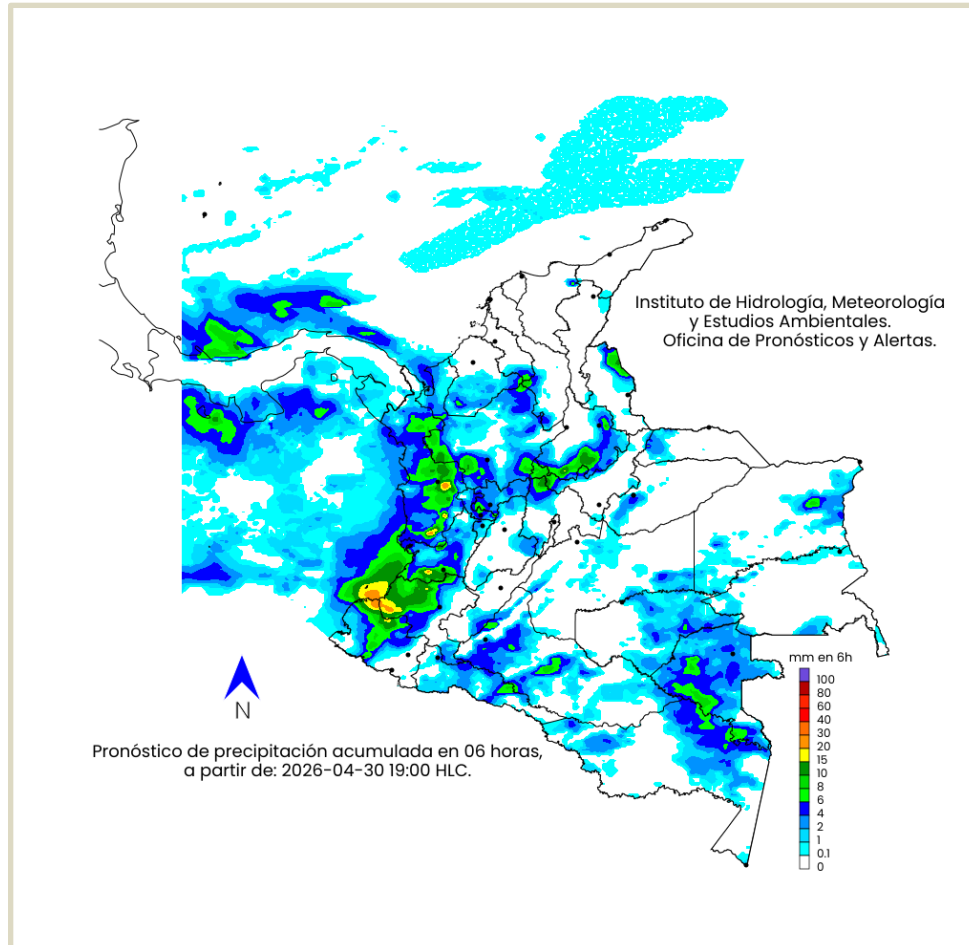 Instituto de Hidrología, Meteorología
y Estudios Ambientales.
Oficina de Pronósticos y Alertas.
mm en 6h
100
80
60
40
30
20
15
10
8
6
4
2
1
0.1
0
N
Pronóstico de precipitación acumulada en 06 horas,
a partir de: 2026-04-30 19:00 HLC.